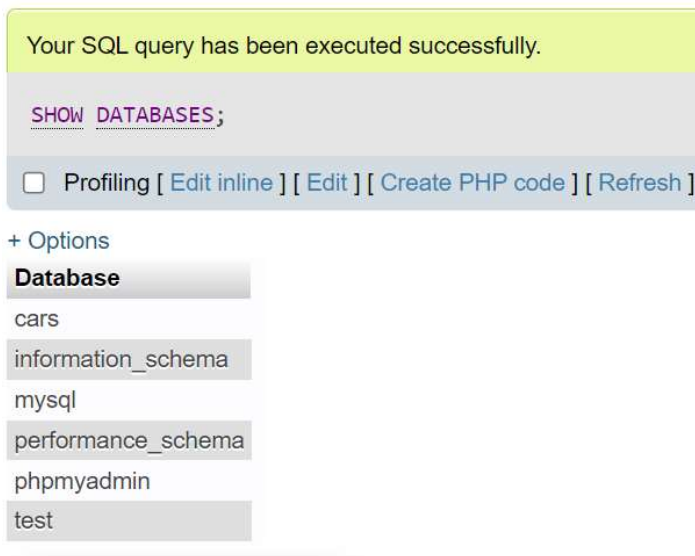 Your SQL query has been executed successfully.
SHOW DATABASES;
Profiling [ Edit inline ] [ Edit ] [ Create PHP code ] [ Refresh ]
+ Options
Database
cars
information_schema
mysql
performance_schema
phpmyadmin
test